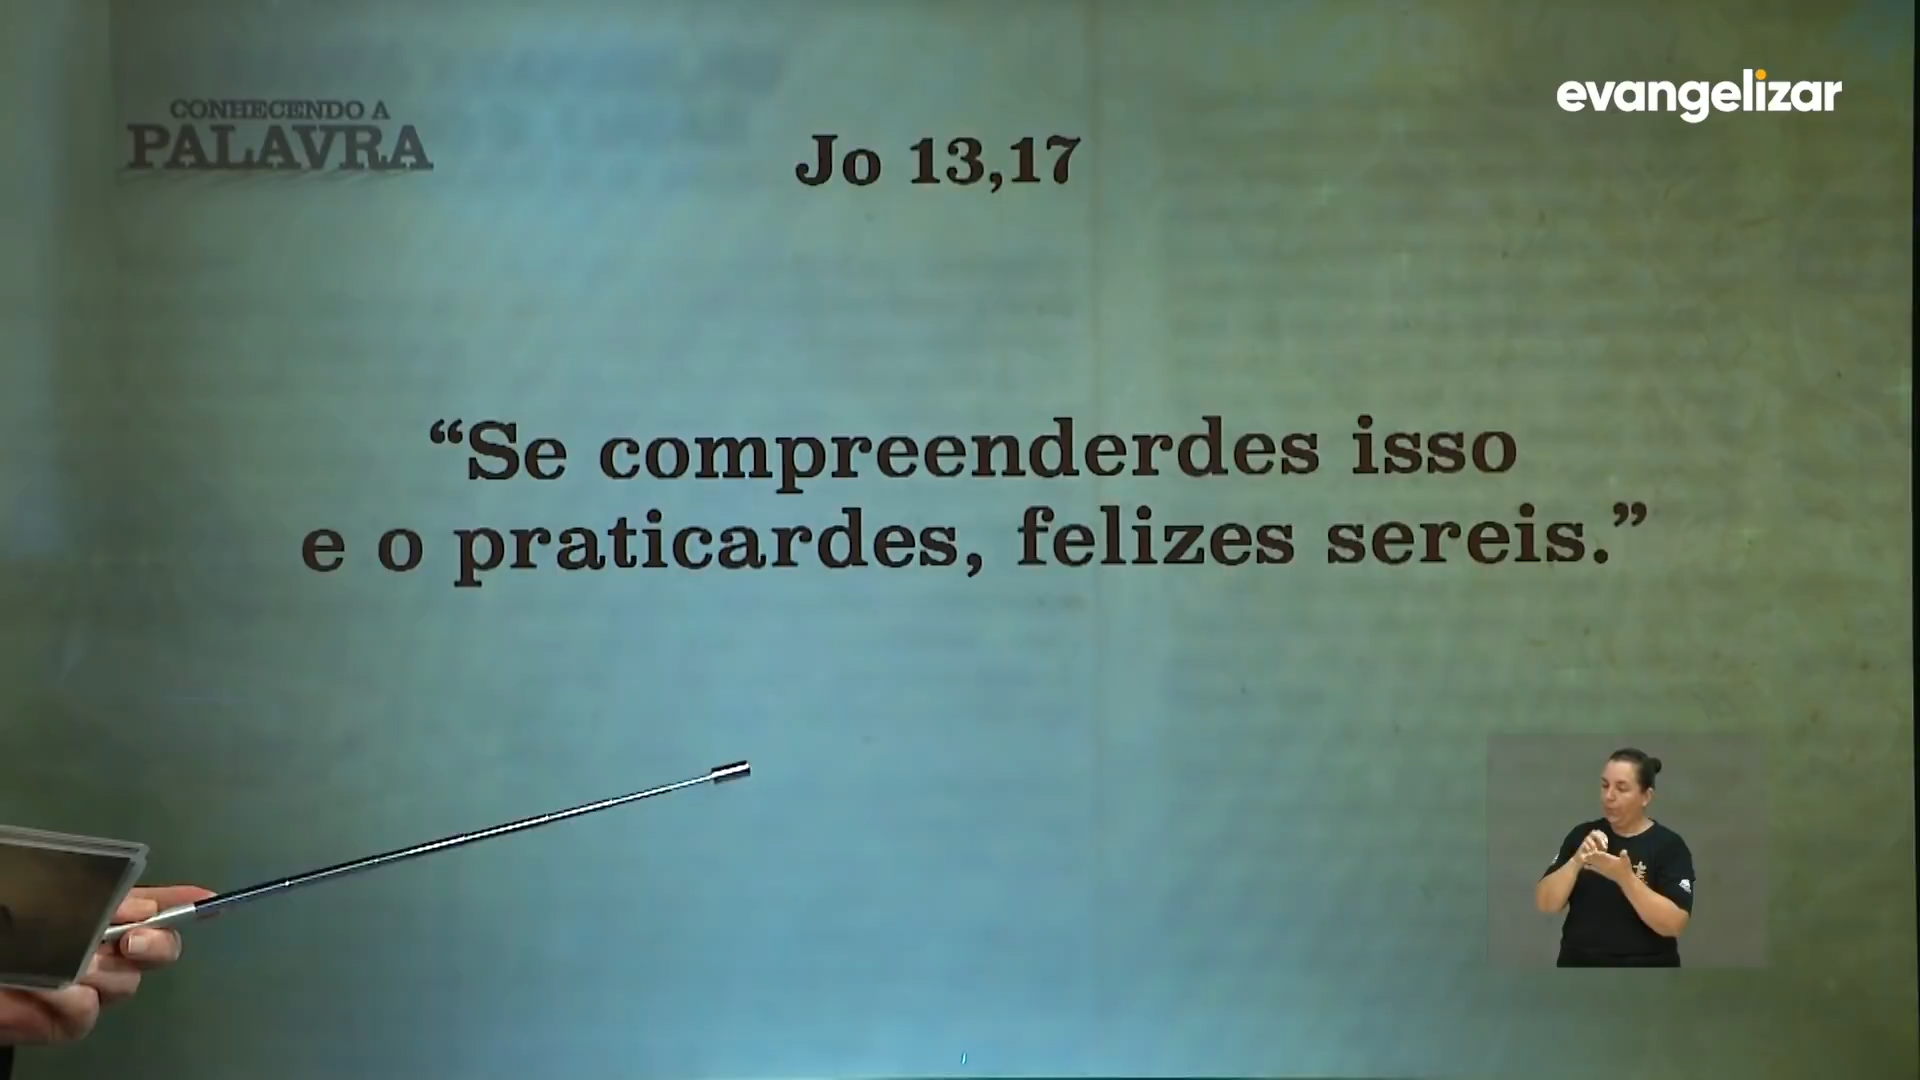 CONHECENDO A
PALAVRA
evangelizar
Jo 13,17
“Se compreenderdes isso
e o praticardes, felizes sereis.”